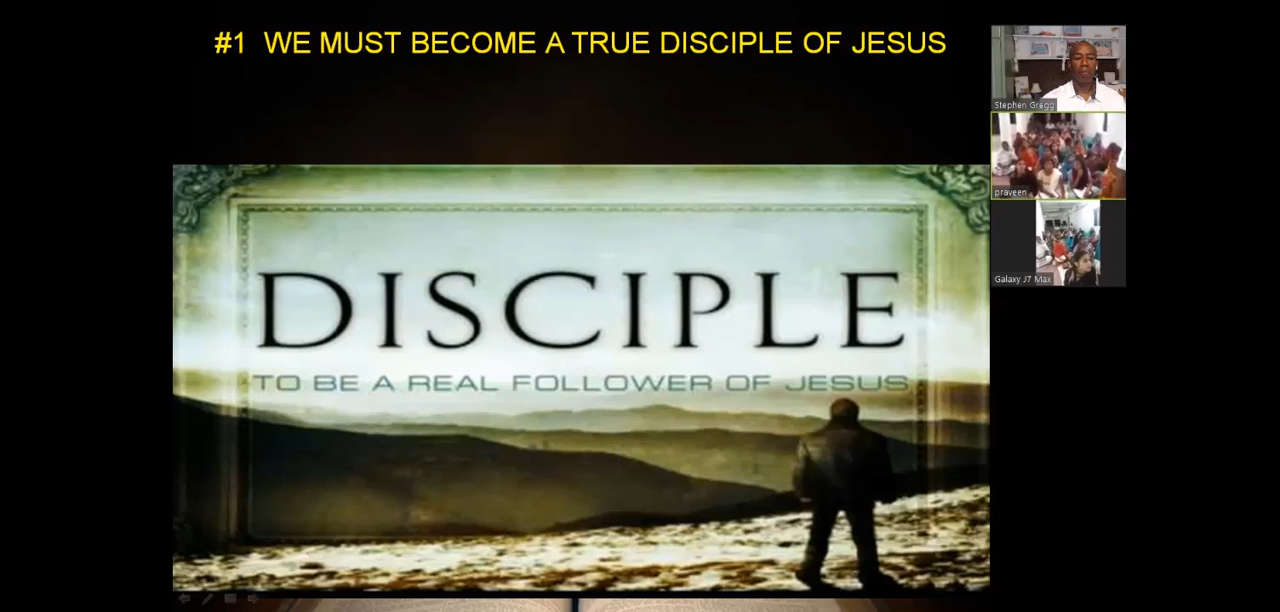 #1 WE MUST BECOME A TRUE DISCIPLE OF JESUS
DISCIPLE
TO BE A REAL FOLLOWER OF JESUS
Stephen Gregg
praveen
Galaxy J7 Max